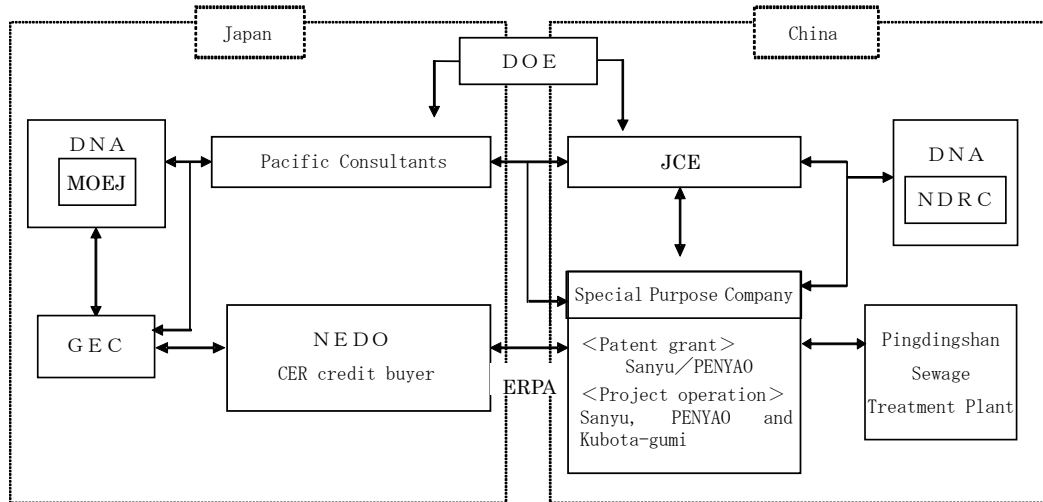 Japan
China
ＤＯＥ
ＤＮＡ
MOEJ
Pacific Consultants
JCE
ＤＮＡ
ＮＤＲＣ
Special Purpose Company
ＧＥＣ
ＮＥＤＯ
CER credit buyer
ERPA
＜Patent grant＞
Sanyu／PENYAO
＜Project operation＞
Sanyu, PENYAO and
Kubota-gumi
Pingdingshan
Sewage
Treatment Plant